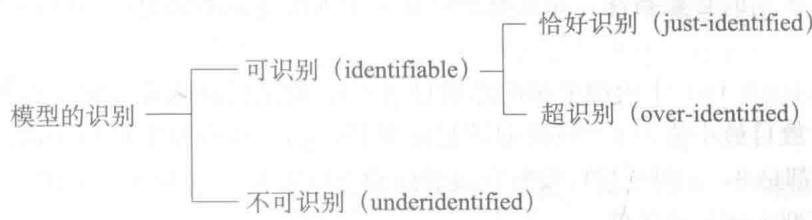 恰好识别（just-identified）
可识别（identifiable）
模型的识别
超识别（over-identified）
不可识别（underidentified）